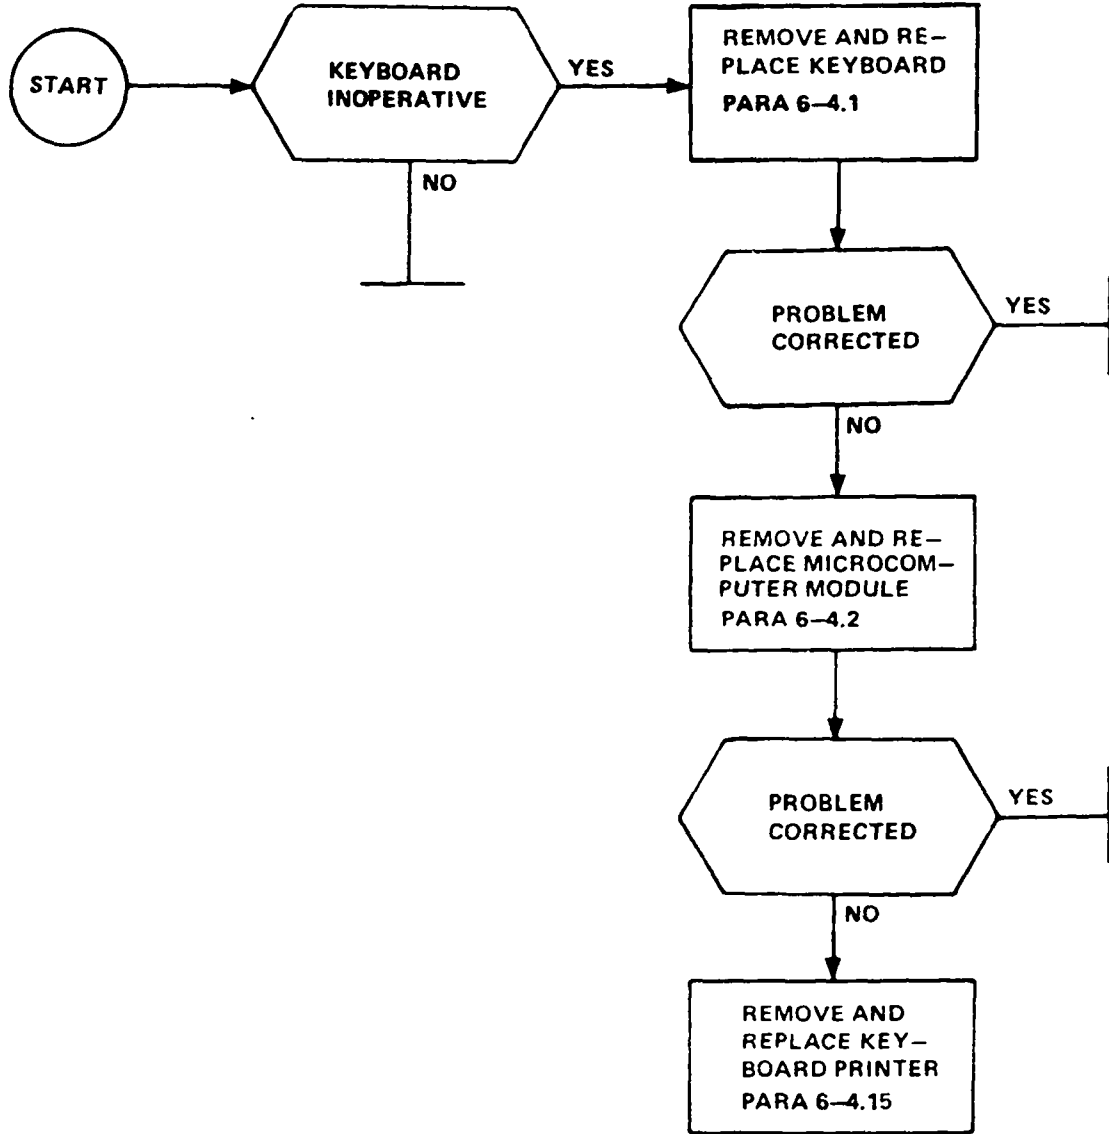 START
KEYBOARD
INOPERATIVE
YES
REMOVE AND RE–
PLACE KEYBOARD
PARA 6–4.1
NO
PROBLEM
CORRECTED
YES
NO
REMOVE AND RE–
PLACE MICROCOM–
PUTER MODULE
PARA 6–4.2
PROBLEM
CORRECTED
YES
NO
REMOVE AND
REPLACE KEY–
BOARD PRINTER
PARA 6–4.15